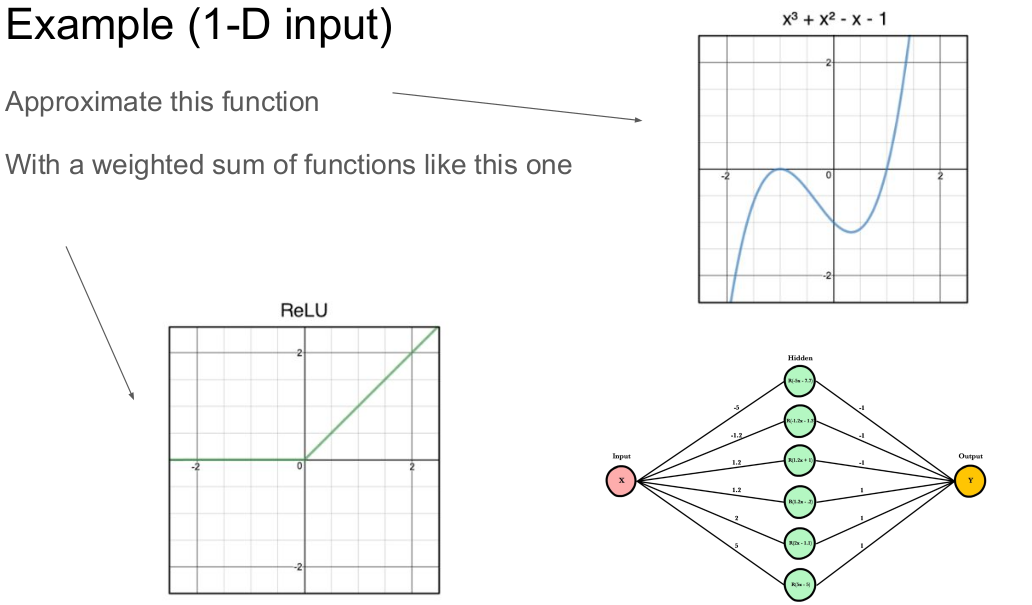 Example (1-D input)
Approximate this function
With a weighted sum of functions like this one
x³ + x² - x - 1
2
-2
0
2
-2
ReLU
2
-2
0
2
-2
Hidden
Input
Output
X
Y
R(-5x - 7.7)
R(-1.2x - 1.3
R(1.2x + 1)
R(1.2x - .2)
R(2x - 1.1)
R(5x - 5)
-5
-1.2
1.2
1.2
2
5
-1
-1
-1
1
1
1